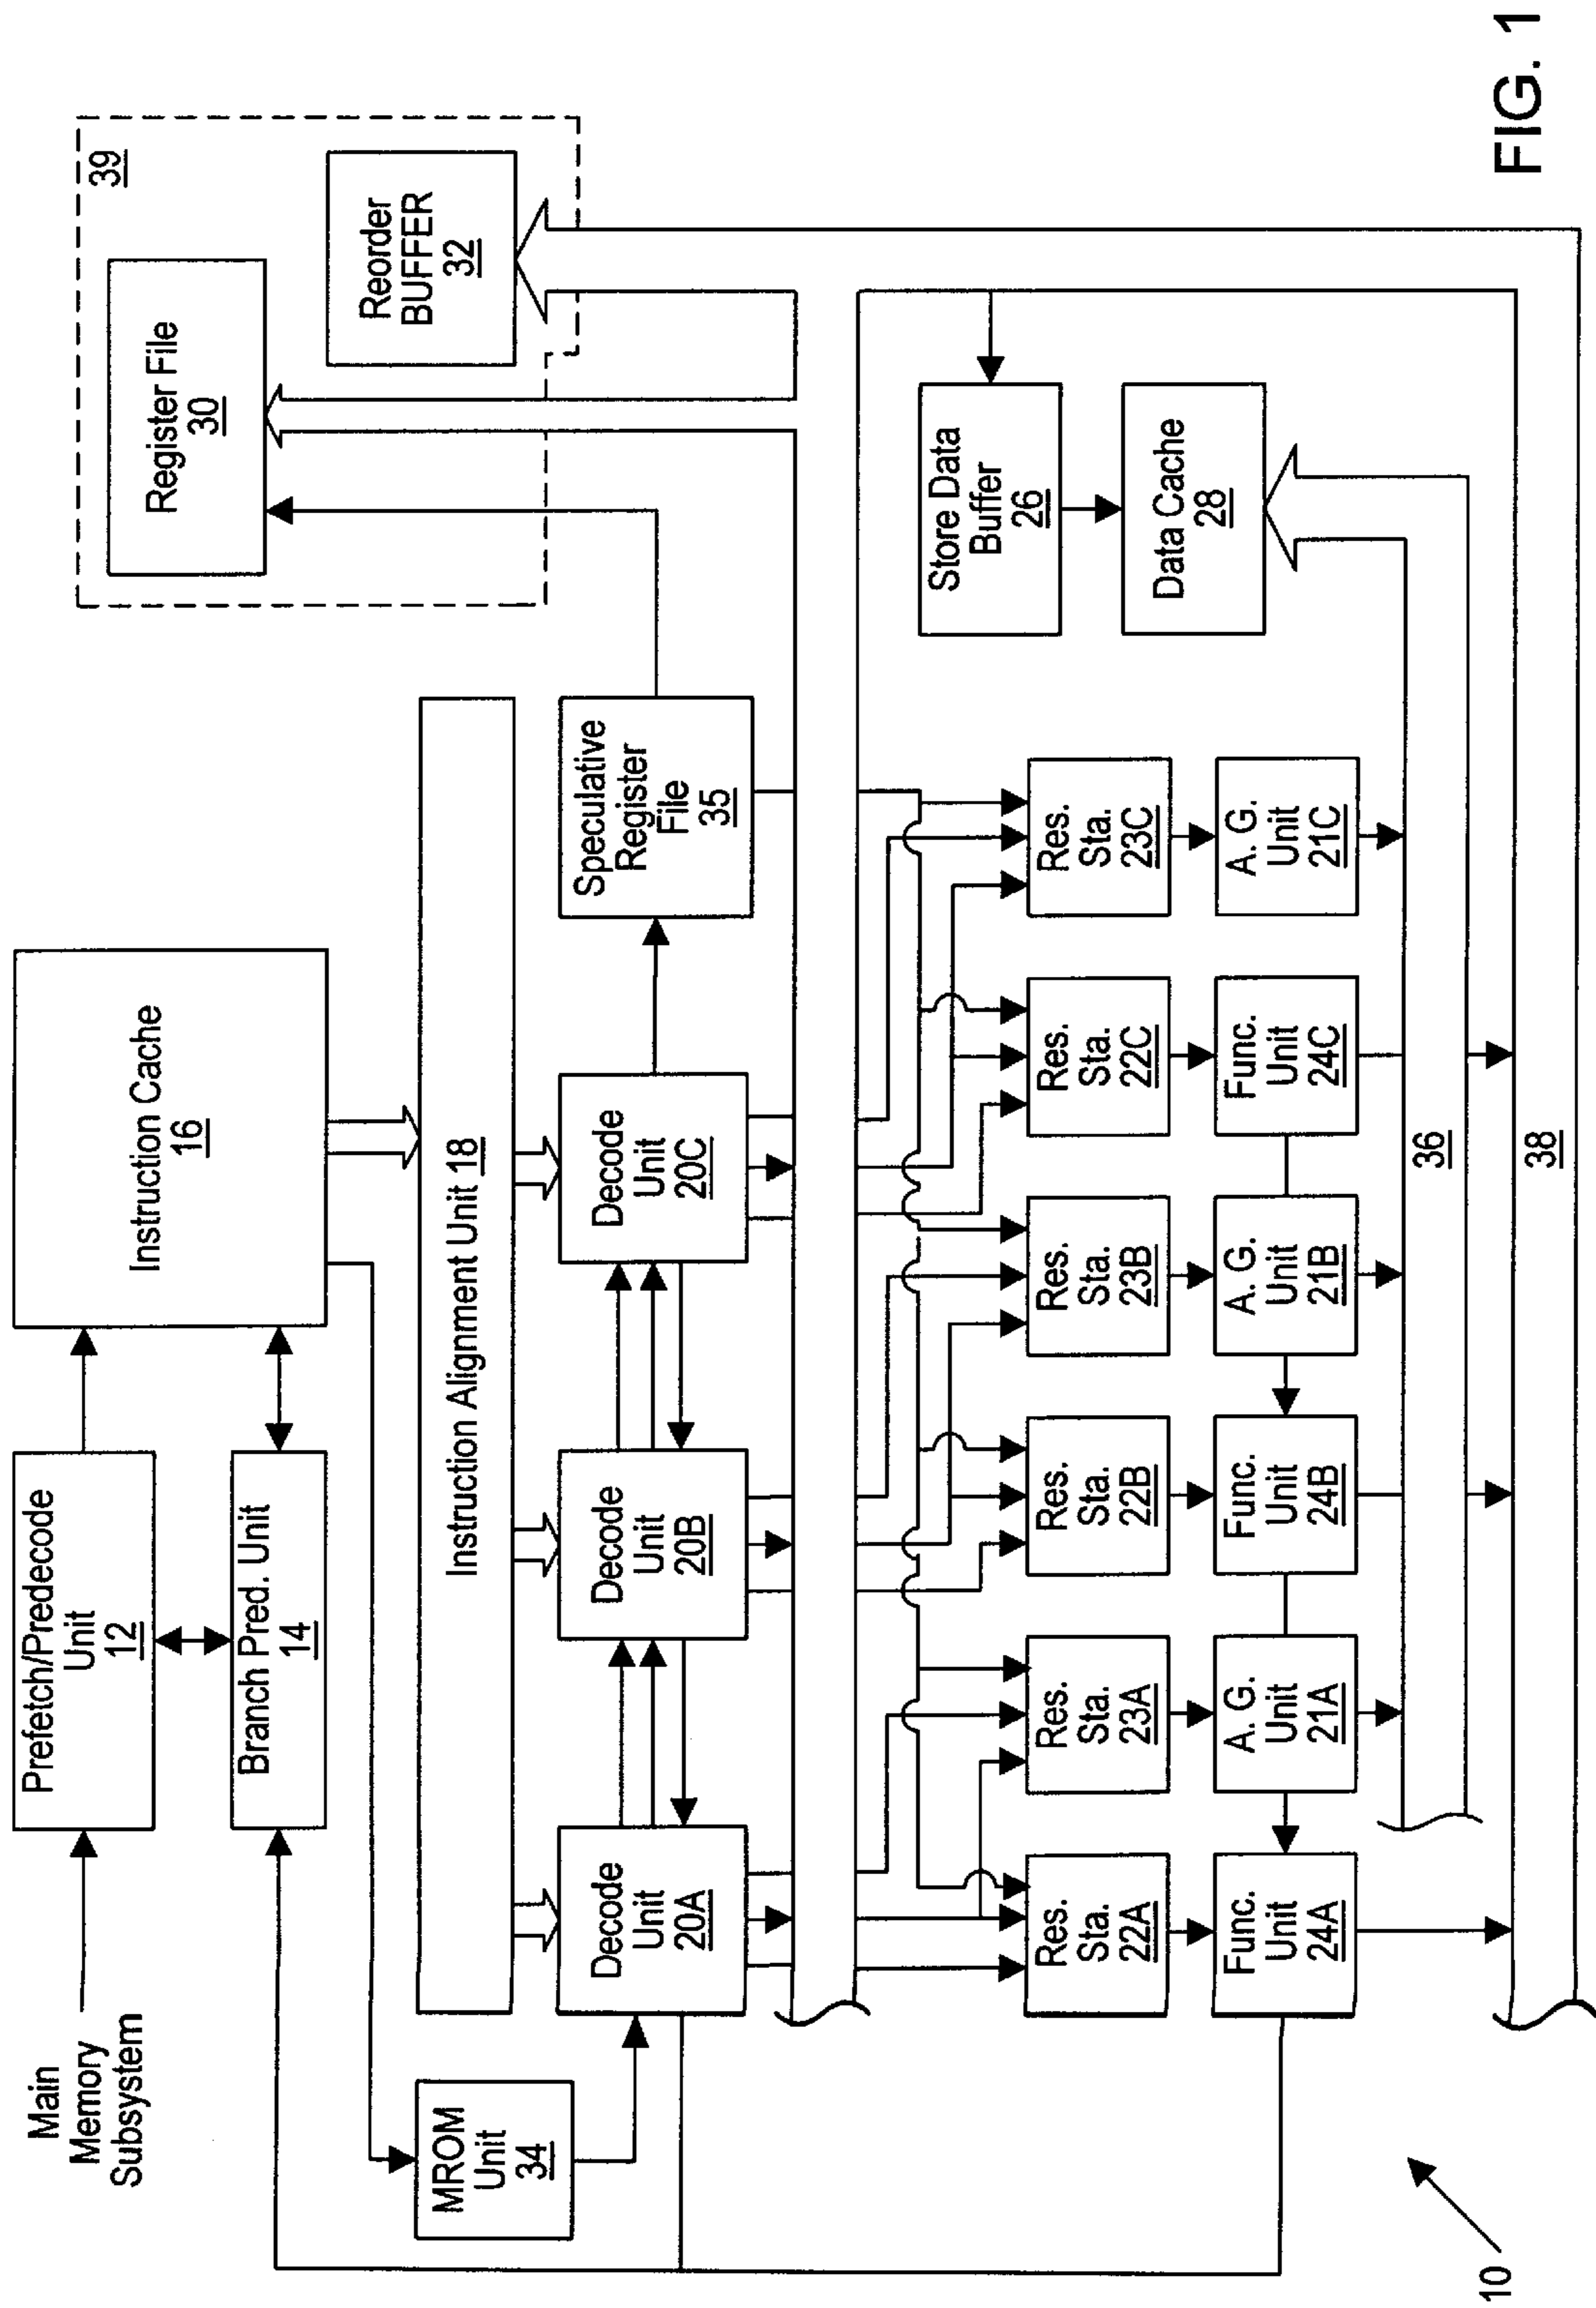 Main
Memory
Subsystem
Prefetch/Predecode
Unit
12
Branch Pred. Unit
14
Instruction Cache
16
39
Register File
30
Reorder
BUFFER
32
MROM
Unit
34
Instruction Alignment Unit 18
Decode
Unit
20A
Decode
Unit
20B
Decode
Unit
20C
Speculative
Register
File
35
Store Data
Buffer
26
Data Cache
28
Res.
Sta.
22A
Res.
Sta.
23A
Res.
Sta.
22B
Res.
Sta.
23B
Res.
Sta.
22C
Res.
Sta.
23C
Func.
Unit
24A
A. G.
Unit
21A
Func.
Unit
24B
A. G.
Unit
21B
Func.
Unit
24C
A. G.
Unit
21C
36
38
10
FIG. 1